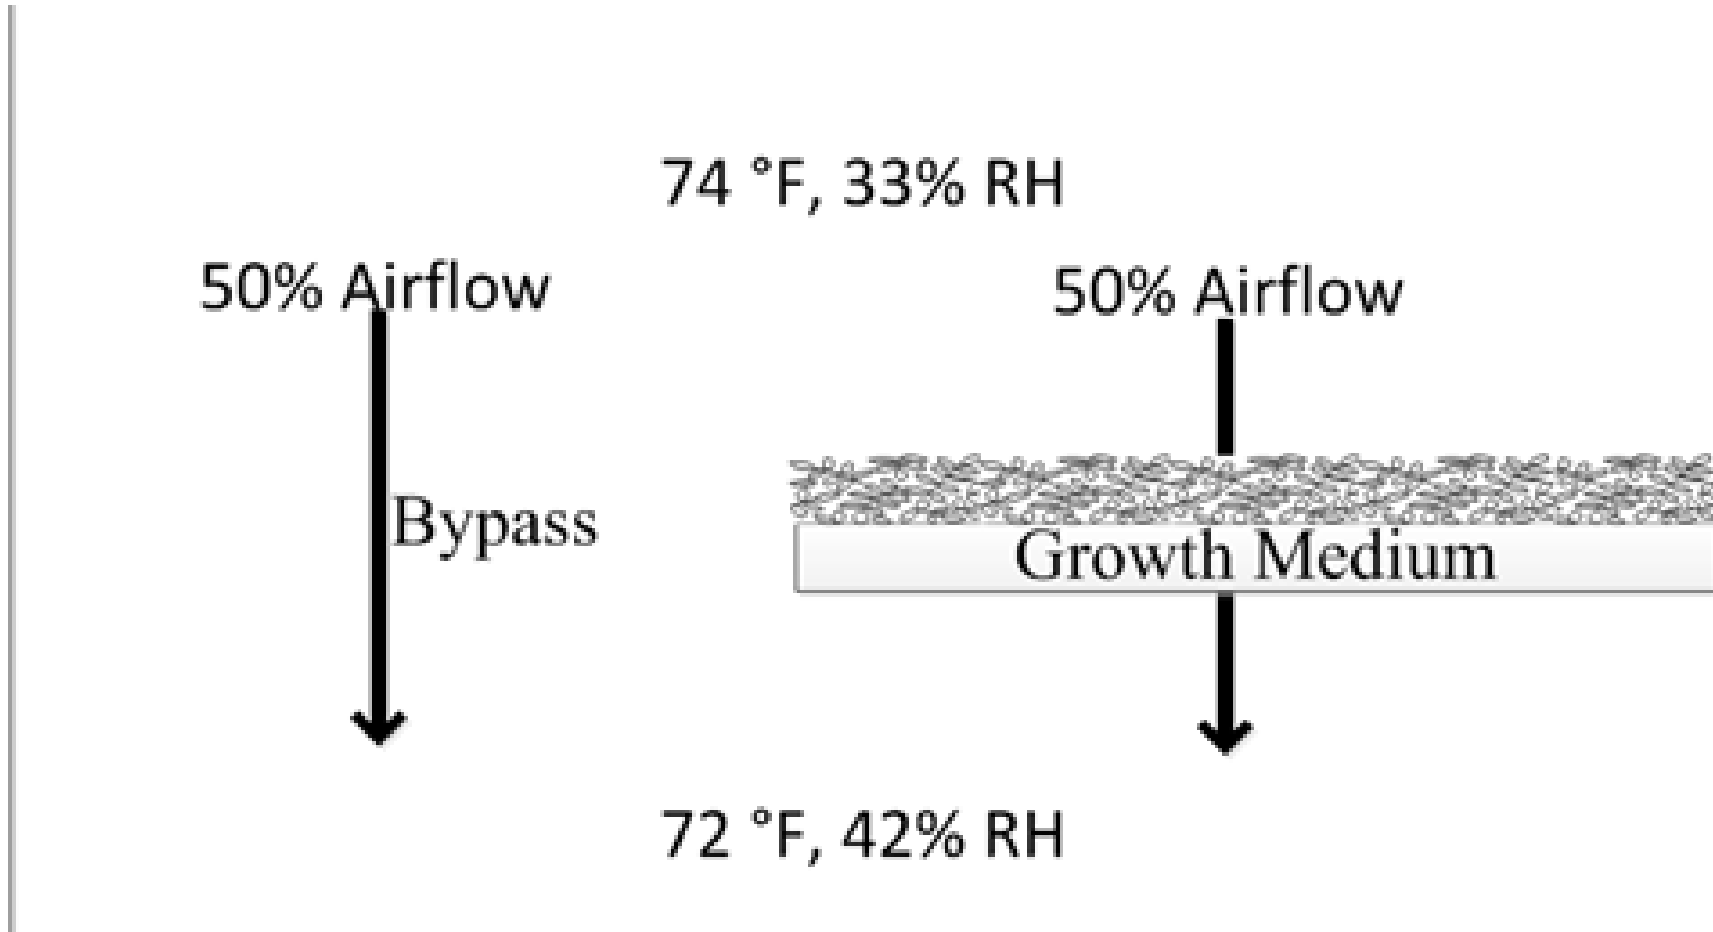 74 °F, 33% RH
50% Airflow
50% Airflow
Bypass
Growth Medium
72 °F, 42% RH